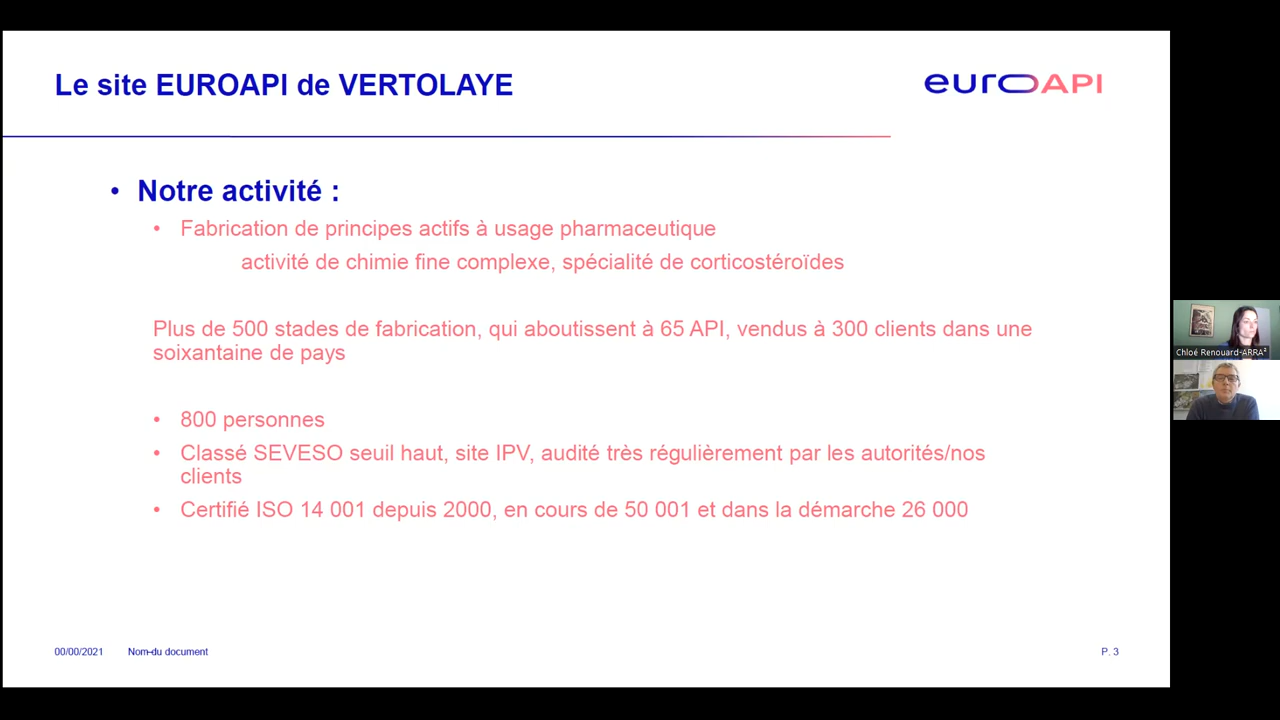 Le site EUROAPI de VERTOLAYE
euroAPI
• Notre activité :
• Fabrication de principes actifs à usage pharmaceutique
activité de chimie fine complexe, spécialité de corticostéroïdes
Plus de 500 stades de fabrication, qui aboutissent à 65 API, vendus à 300 clients dans une
soixantaine de pays
• 800 personnes
• Classé SEVESO seuil haut, site IPV, audité très régulièrement par les autorités/nos
clients
• Certifié ISO 14 001 depuis 2000, en cours de 50 001 et dans la démarche 26 000
Chloé Renouard-ARRA²
00/00/2021 Nom du document P. 3